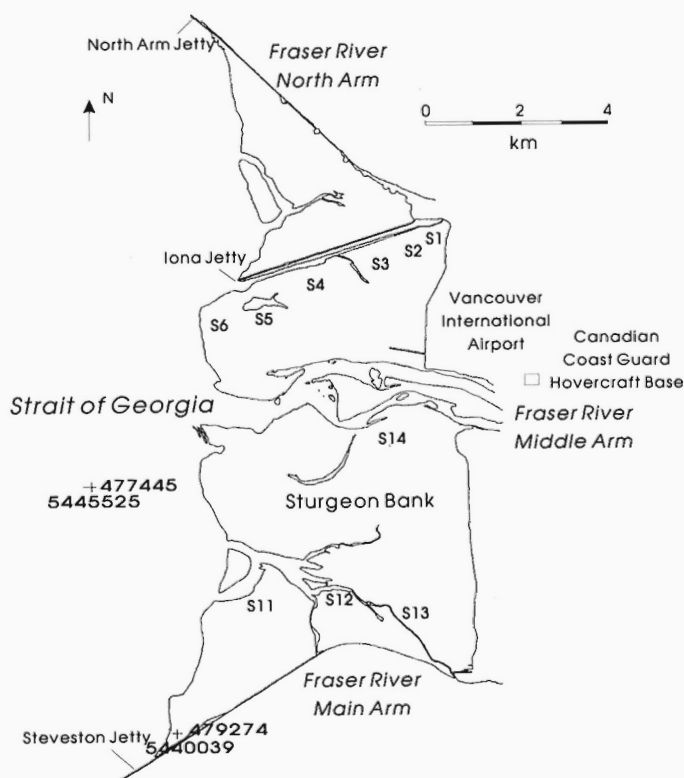 North Arm Jetty
Fraser River
North Arm
N
0 2 4
km
Iona Jetty
S1
S2
S3
S4
S5
S6
Vancouver
International
Airport
Canadian
Coast Guard
Hovercraft Base
Strait of Georgia
Fraser River
Middle Arm
S14
477445
5445525
Sturgeon Bank
S11
S12
S13
Fraser River
Main Arm
Steveston Jetty
479274
5440039